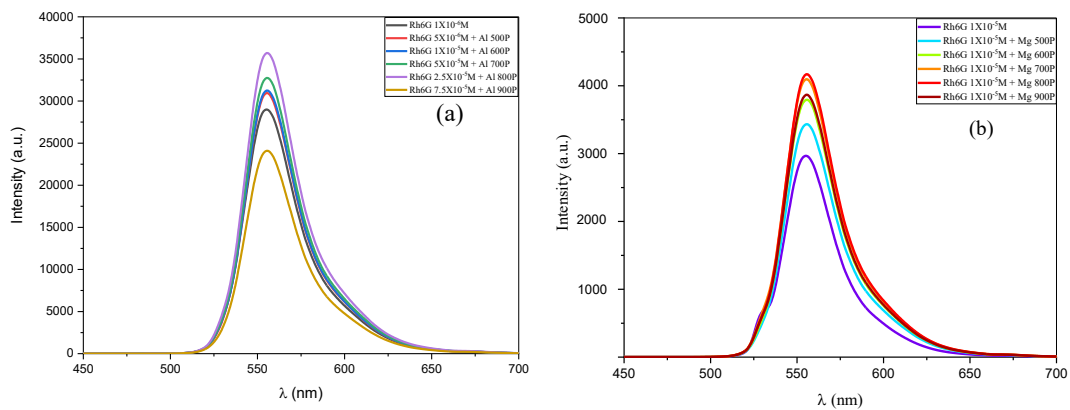 (a)
Rh6G 1X10⁻⁶M
Rh6G 5X10⁻⁶M + Al 500P
Rh6G 1X10⁻⁵M + Al 600P
Rh6G 5X10⁻⁵M + Al 700P
Rh6G 2.5X10⁻⁵M + Al 800P
Rh6G 7.5X10⁻⁵M + Al 900P
40000
35000
30000
25000
20000
15000
10000
5000
0
Intensity (a.u.)
450 500 550 600 650 700
λ (nm)
(b)
Rh6G 1X10⁻⁵M
Rh6G 1X10⁻⁵M + Mg 500P
Rh6G 1X10⁻⁵M + Mg 600P
Rh6G 1X10⁻⁵M + Mg 700P
Rh6G 1X10⁻⁵M + Mg 800P
Rh6G 1X10⁻⁵M + Mg 900P
5000
4000
3000
2000
1000
Intensity (a.u.)
450 500 550 600 650 700
λ (nm)